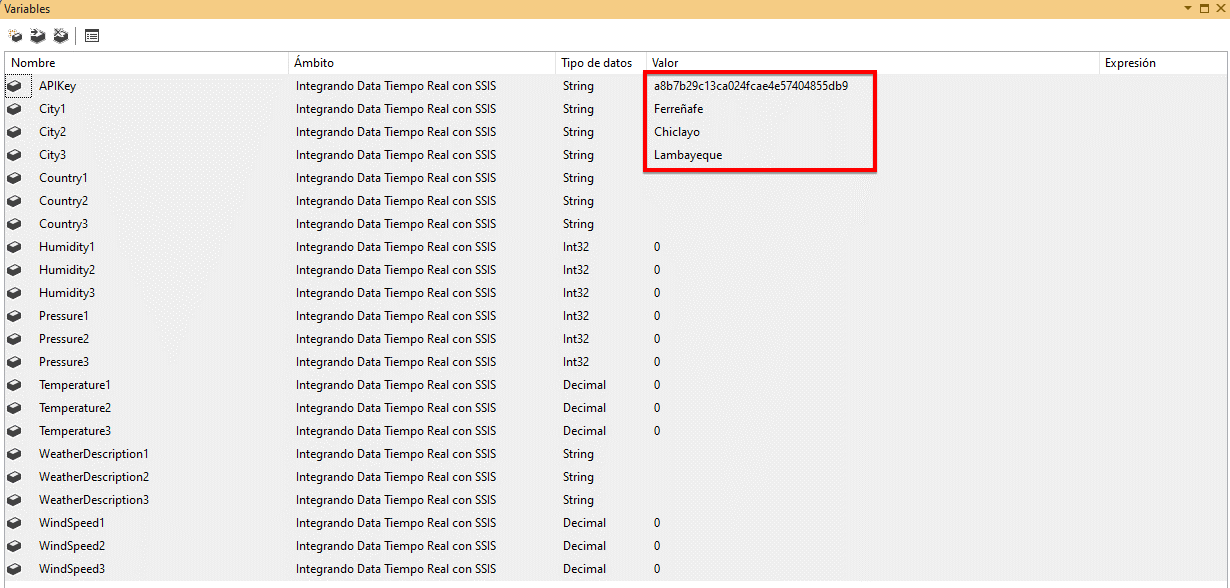 Variables
Nombre Ámbito Tipo de datos Valor Expresión
APIKey Integrando Data Tiempo Real con SSIS String a8b7b29c13ca024fcae4e57404855db9
City1 Integrando Data Tiempo Real con SSIS String Ferreñafe
City2 Integrando Data Tiempo Real con SSIS String Chiclayo
City3 Integrando Data Tiempo Real con SSIS String Lambayeque
Country1 Integrando Data Tiempo Real con SSIS String
Country2 Integrando Data Tiempo Real con SSIS String
Country3 Integrando Data Tiempo Real con SSIS String
Humidity1 Integrando Data Tiempo Real con SSIS Int32 0
Humidity2 Integrando Data Tiempo Real con SSIS Int32 0
Humidity3 Integrando Data Tiempo Real con SSIS Int32 0
Pressure1 Integrando Data Tiempo Real con SSIS Int32 0
Pressure2 Integrando Data Tiempo Real con SSIS Int32 0
Pressure3 Integrando Data Tiempo Real con SSIS Int32 0
Temperature1 Integrando Data Tiempo Real con SSIS Decimal 0
Temperature2 Integrando Data Tiempo Real con SSIS Decimal 0
Temperature3 Integrando Data Tiempo Real con SSIS Decimal 0
WeatherDescription1 Integrando Data Tiempo Real con SSIS String
WeatherDescription2 Integrando Data Tiempo Real con SSIS String
WeatherDescription3 Integrando Data Tiempo Real con SSIS String
WindSpeed1 Integrando Data Tiempo Real con SSIS Decimal 0
WindSpeed2 Integrando Data Tiempo Real con SSIS Decimal 0
WindSpeed3 Integrando Data Tiempo Real con SSIS Decimal 0